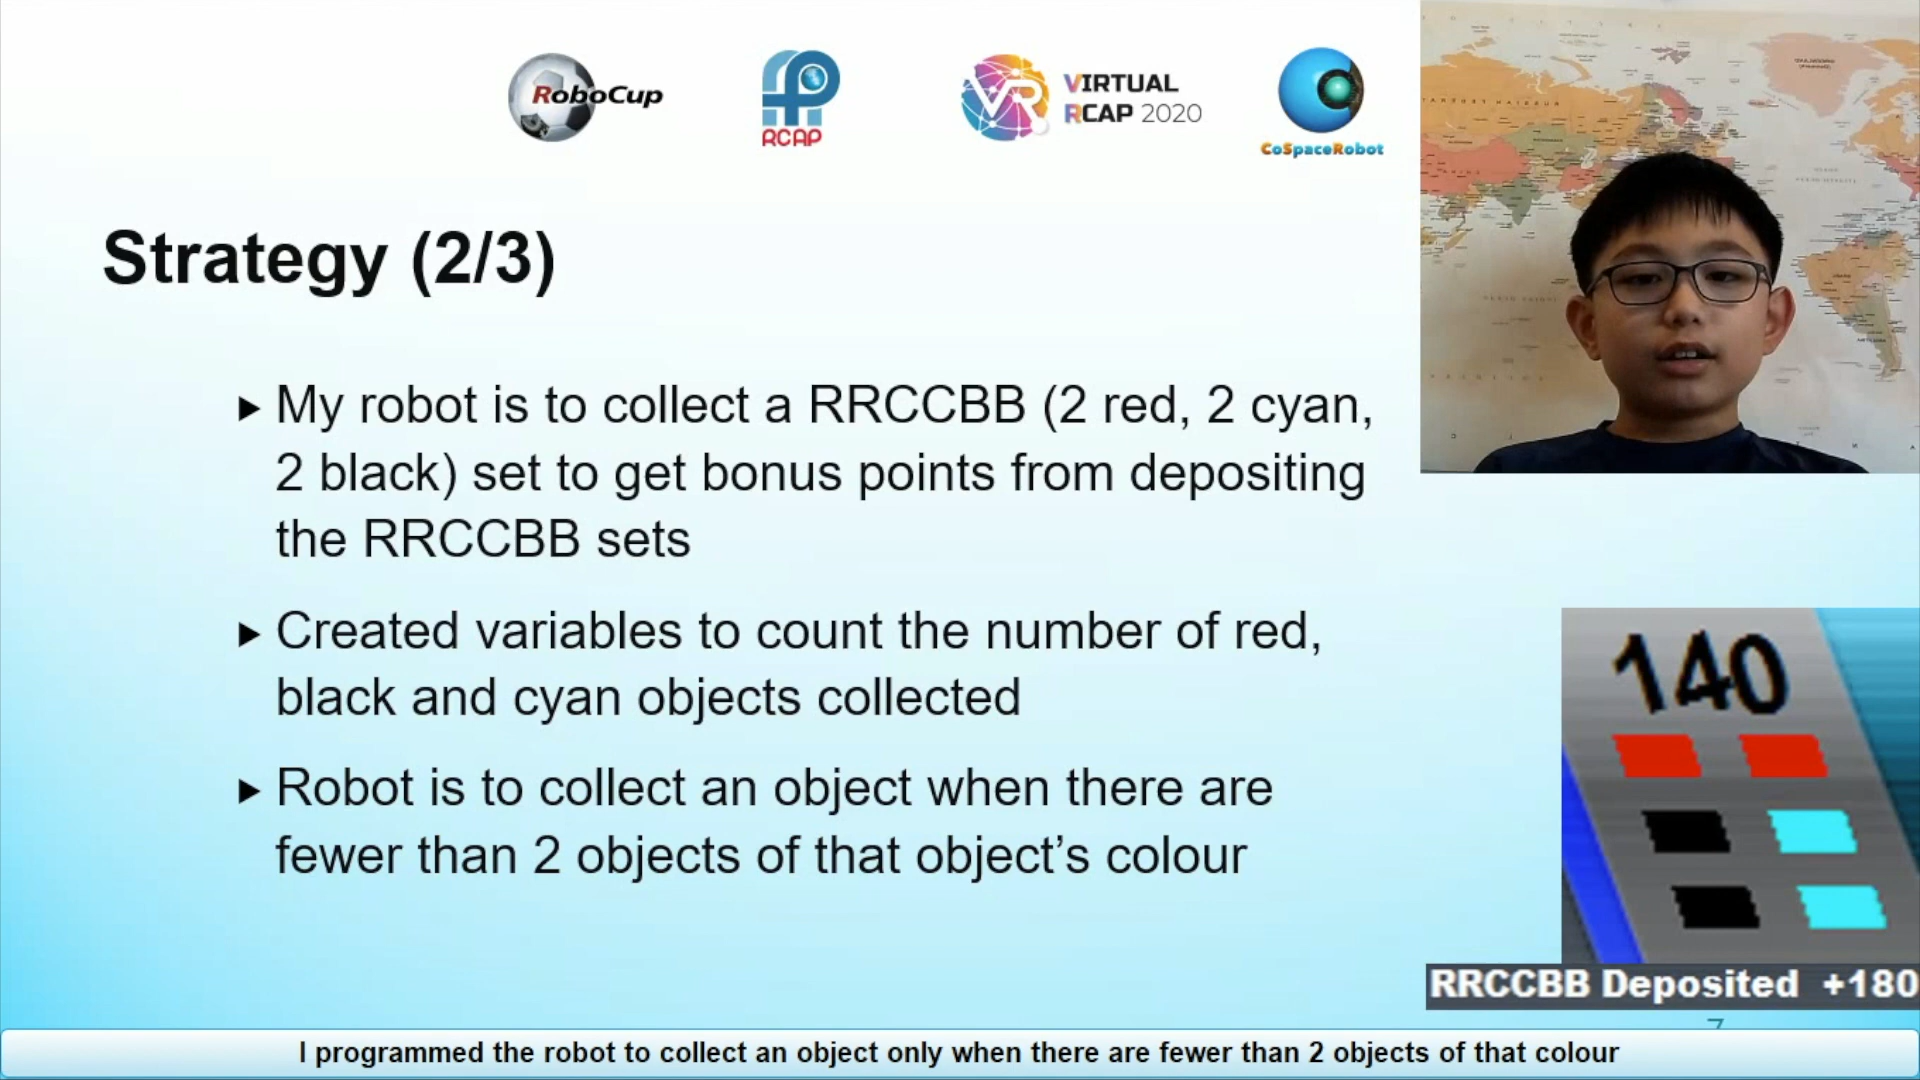 RoboCup
RCAP
VR
VIRTUAL
RCAP 2020
CoSpaceRobot
Strategy (2/3)
▸ My robot is to collect a RRCCBB (2 red, 2 cyan,
2 black) set to get bonus points from depositing
the RRCCBB sets
▸ Created variables to count the number of red,
black and cyan objects collected
▸ Robot is to collect an object when there are
fewer than 2 objects of that object’s colour
140
RRCCBB Deposited +180
I programmed the robot to collect an object only when there are fewer than 2 objects of that colour